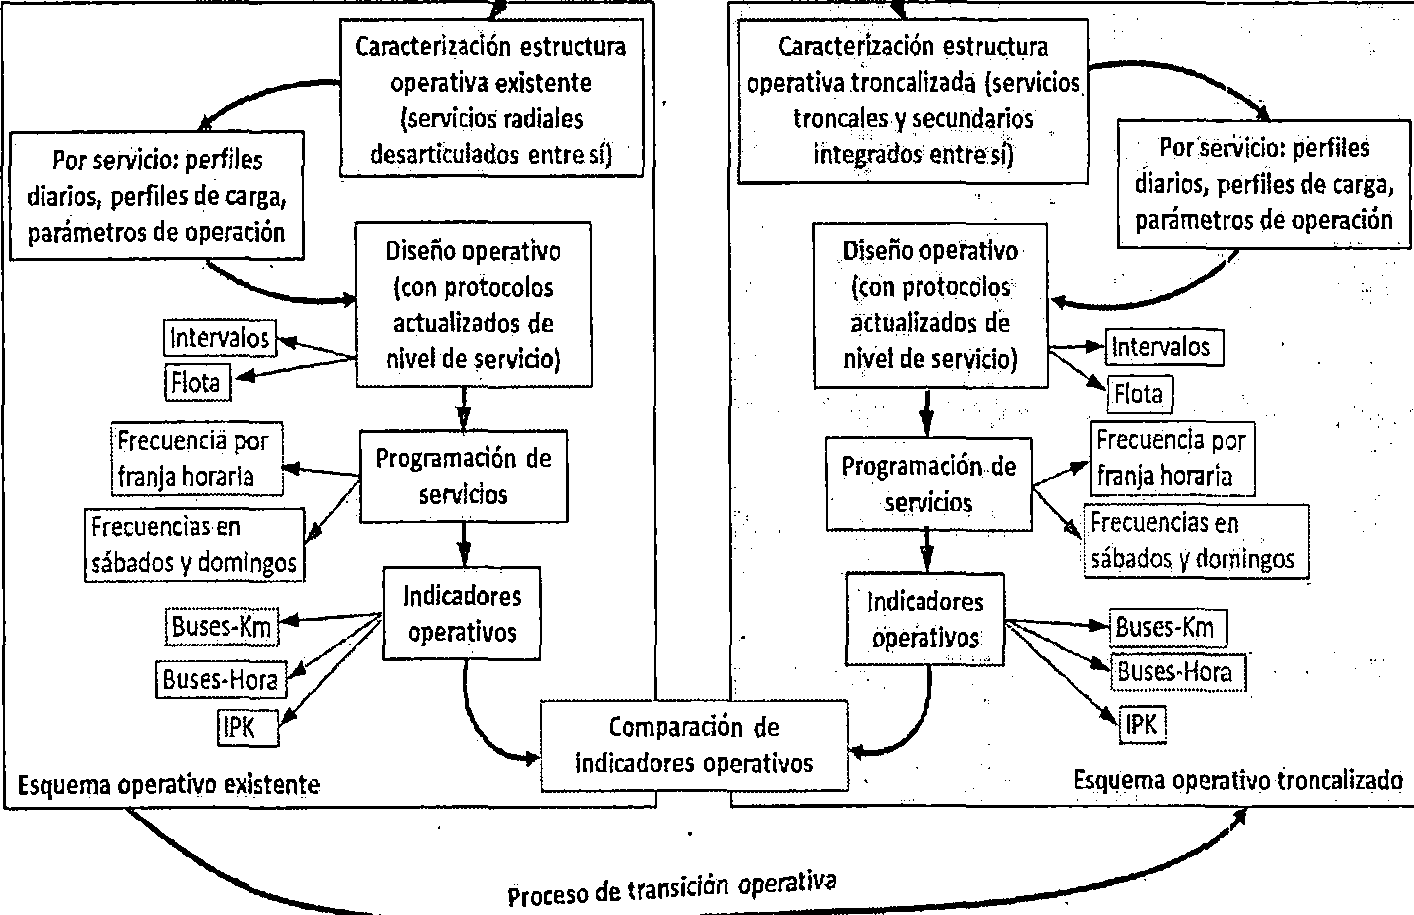 Caracterización estructura
operativa existente
(servicios radiales
desarticulados entre sí)
Por servicio: perfiles
diarios, perfiles de carga,
parámetros de operación
Diseño operativo
(con protocolos
actualizados de
nivel de servicio)
Intervalos
Flota
Programación de
servicios
Frecuencia por
franja horaria
Frecuencias en
sábados y domingos
Indicadores
operativos
Buses-Km
Buses-Hora
IPK
Esquema operativo existente
Caracterización estructura
operativa troncalizada (servicios
troncales y secundarios
integrados entre sí)
Por servicio: perfiles
diarios, perfiles de carga,
parámetros de operación
Diseño operativo
(con protocolos
actualizados de
nivel de servicio)
Intervalos
Flota
Programación de
servicios
Frecuencia por
franja horaria
Frecuencias en
sábados y domingos
Indicadores
operativos
Buses-Km
Buses-Hora
IPK
Esquema operativo troncalizado
Comparación de
indicadores operativos
Proceso de transición operativa